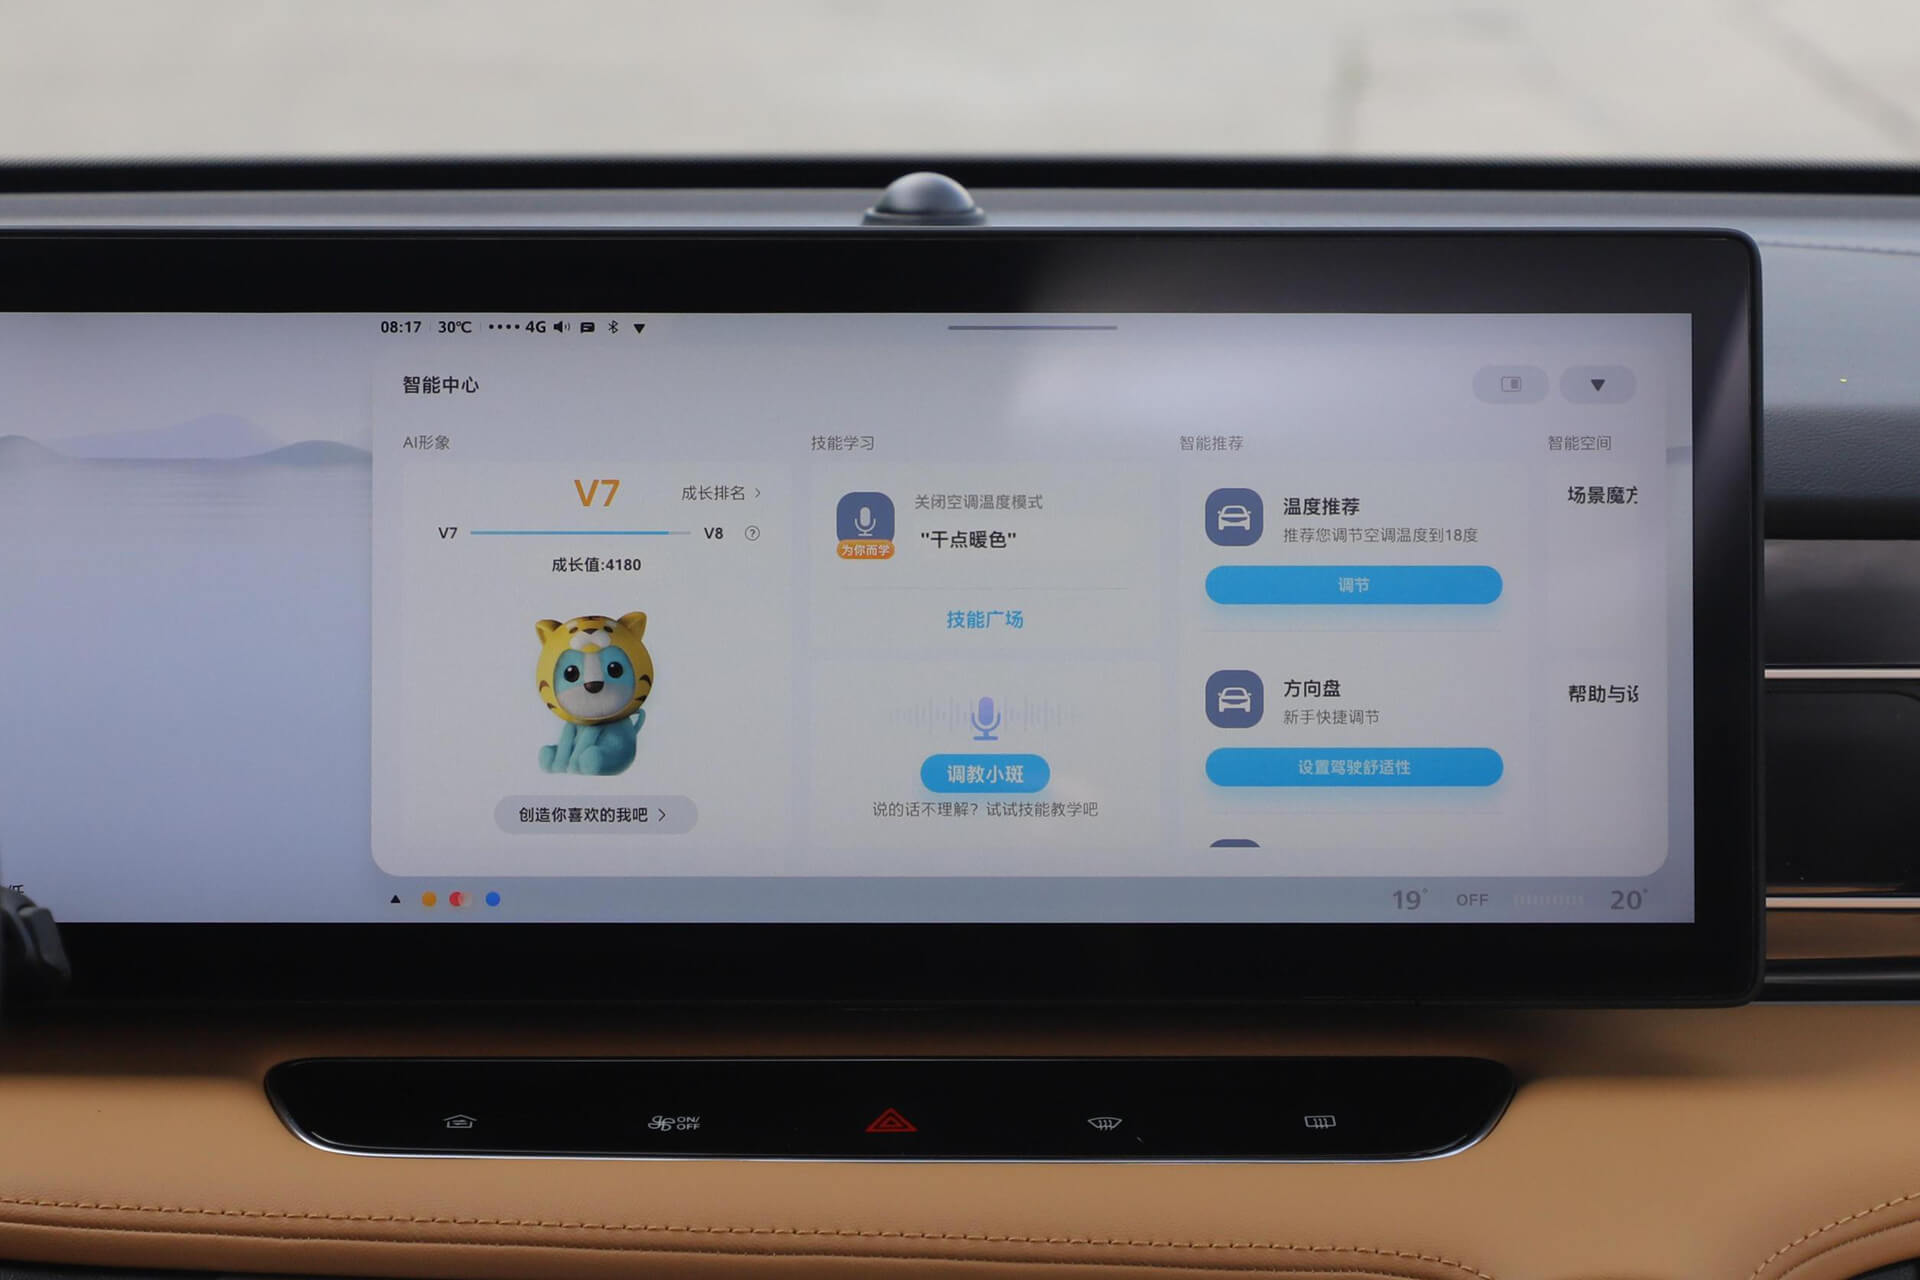 08:17 30℃ 4G
智能中心
AI形象
V7
成长排名
V7 V8
成长值:4180
创造你喜欢的我吧
技能学习
为你而学
关闭空调温度模式
"干点暖色"
技能广场
调教小斑
说的话不理解？试试技能教学吧
智能推荐
温度推荐
推荐您调节空调温度到18度
调节
方向盘
新手快捷调节
设置驾驶舒适性
智能空间
场景魔方
帮助与设
低
19° OFF 20°
ON/
OFF